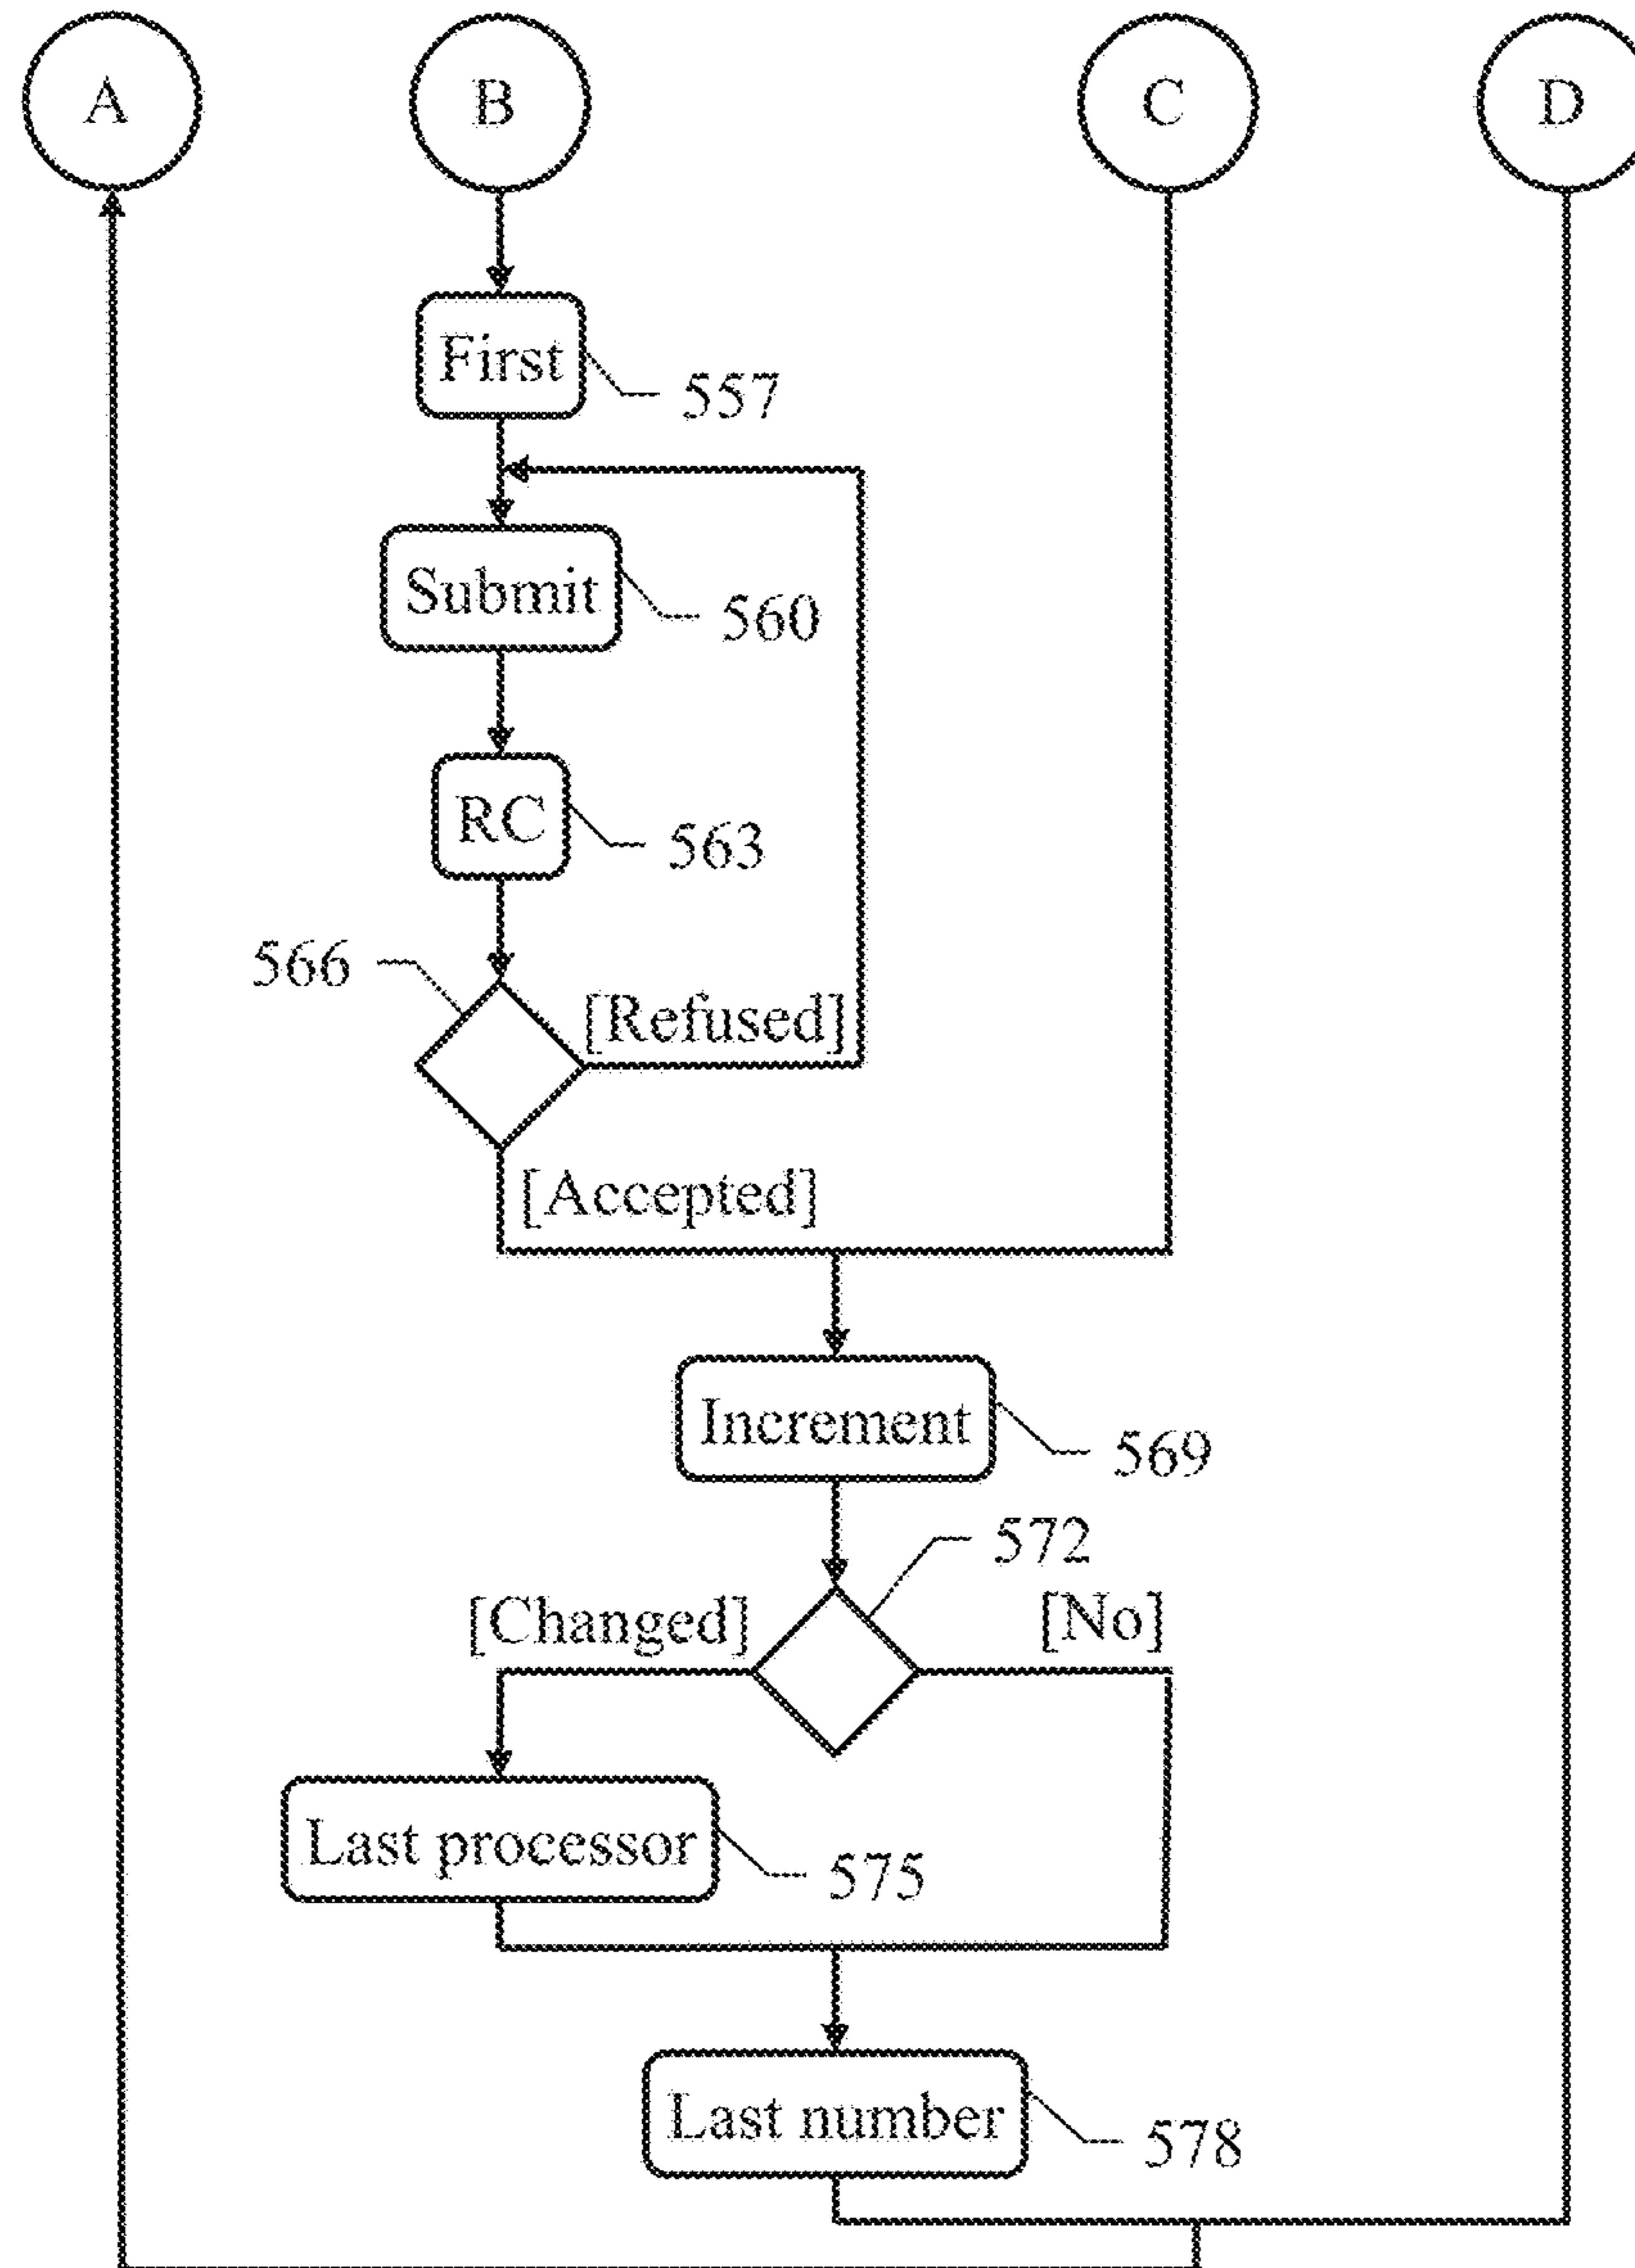 A B C D
First
557
Submit
560
RC
563
566
[Refused]
[Accepted]
Increment
569
572
[Changed] [No]
Last processor
575
Last number
578